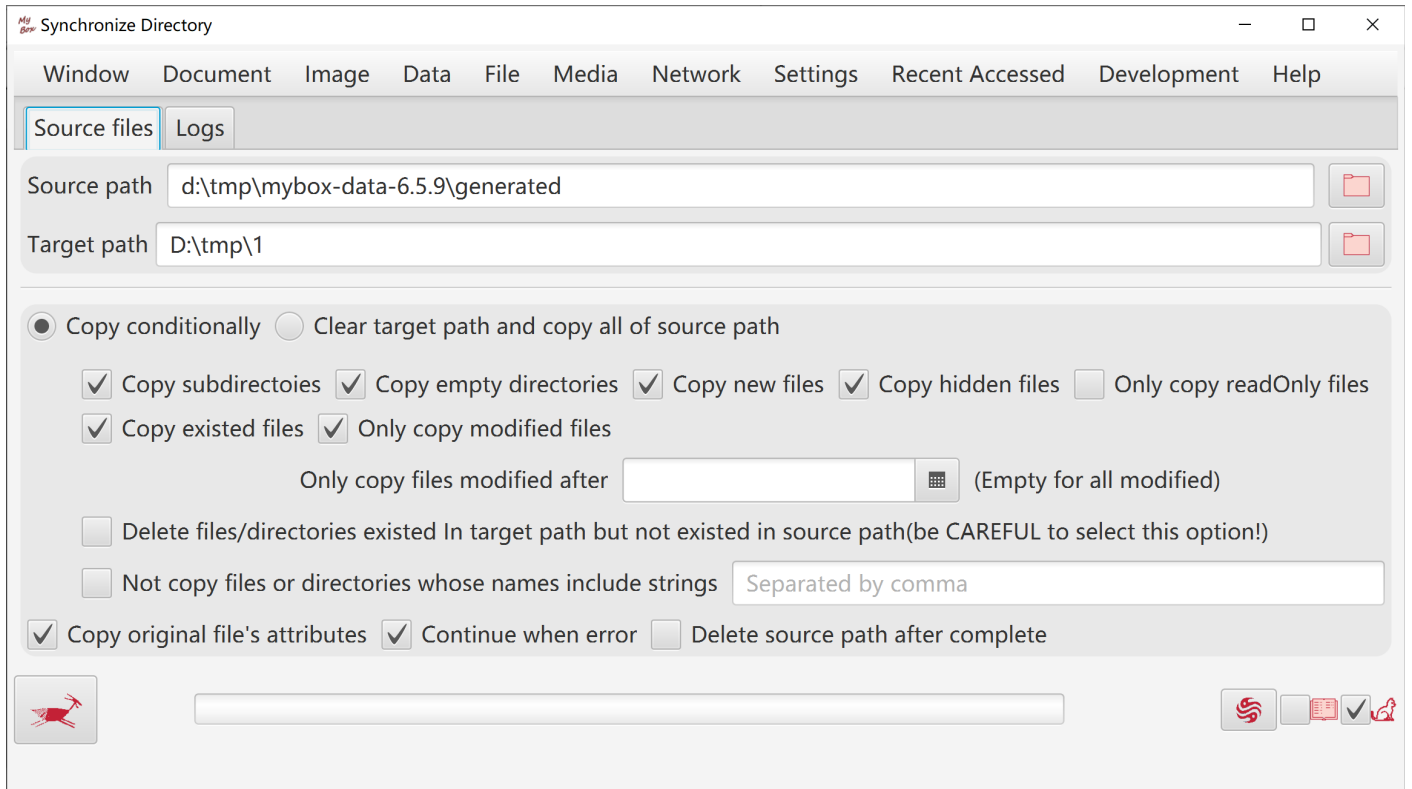 My Box Synchronize Directory
Window Document Image Data File Media Network Settings Recent Accessed Development Help
Source files Logs
Source path d:\tmp\mybox-data-6.5.9\generated
Target path D:\tmp\1
Copy conditionally Clear target path and copy all of source path
Copy subdirectoies Copy empty directories Copy new files Copy hidden files Only copy readOnly files
Copy existed files Only copy modified files
Only copy files modified after (Empty for all modified)
Delete files/directories existed In target path but not existed in source path(be CAREFUL to select this option!)
Not copy files or directories whose names include strings Separated by comma
Copy original file's attributes Continue when error Delete source path after complete